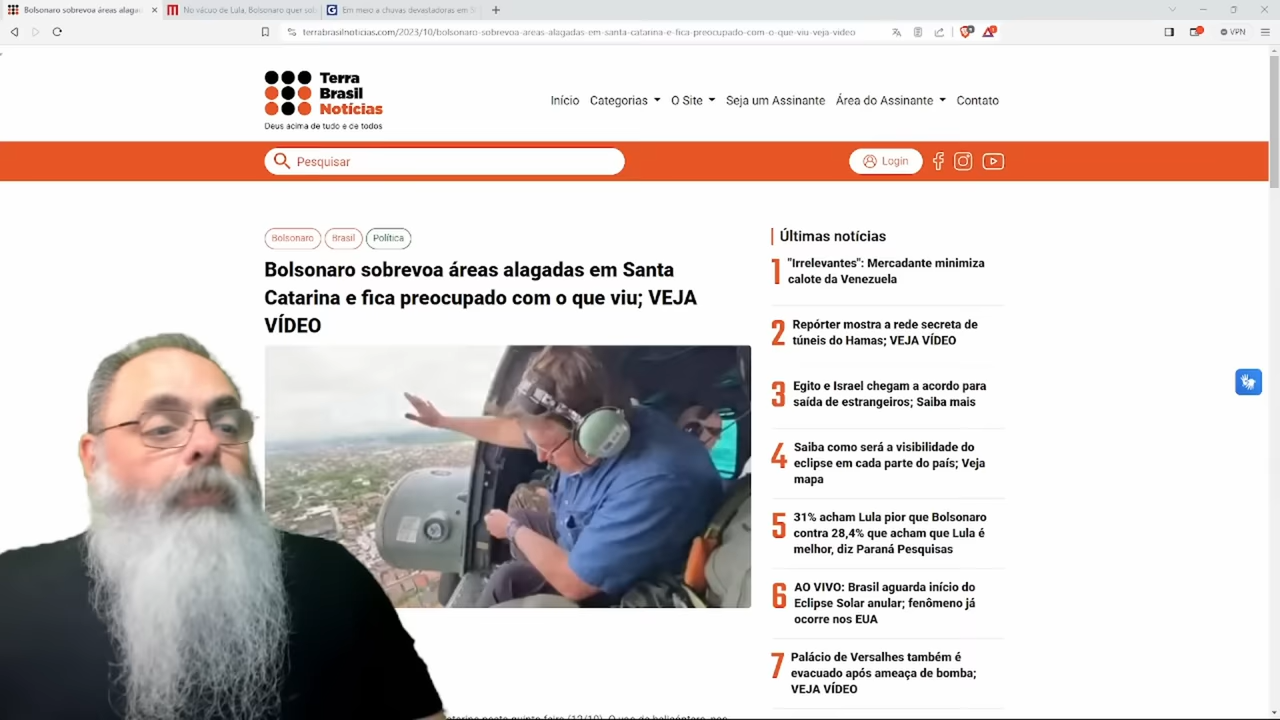 Bolsonaro sobrevoa áreas alagad
No vácuo de Lula, Bolsonaro quer so
Em meio a chuvas devastadoras em S
terrabrasilnoticias.com/2023/10/bolsonaro-sobrevoa-areas-alagadas-em-santa-catarina-e-fica-preocupado-com-o-que-viu-veja-video
VPN
Terra
Brasil
Notícias
Deus acima de tudo e de todos
Início
Categorias
O Site
Seja um Assinante
Área do Assinante
Contato
Pesquisar
Login
Bolsonaro
Brasil
Política
Bolsonaro sobrevoa áreas alagadas em Santa
Catarina e fica preocupado com o que viu; VEJA
VÍDEO
Últimas notícias
1
"Irrelevantes": Mercadante minimiza
calote da Venezuela
2
Repórter mostra a rede secreta de
túneis do Hamas; VEJA VÍDEO
3
Egito e Israel chegam a acordo para
saída de estrangeiros; Saiba mais
4
Saiba como será a visibilidade do
eclipse em cada parte do país; Veja
mapa
5
31% acham Lula pior que Bolsonaro
contra 28,4% que acham que Lula é
melhor, diz Paraná Pesquisas
6
AO VIVO: Brasil aguarda início do
Eclipse Solar anular; fenômeno já
ocorre nos EUA
7
Palácio de Versalhes também é
evacuado após ameaça de bomba;
VEJA VÍDEO